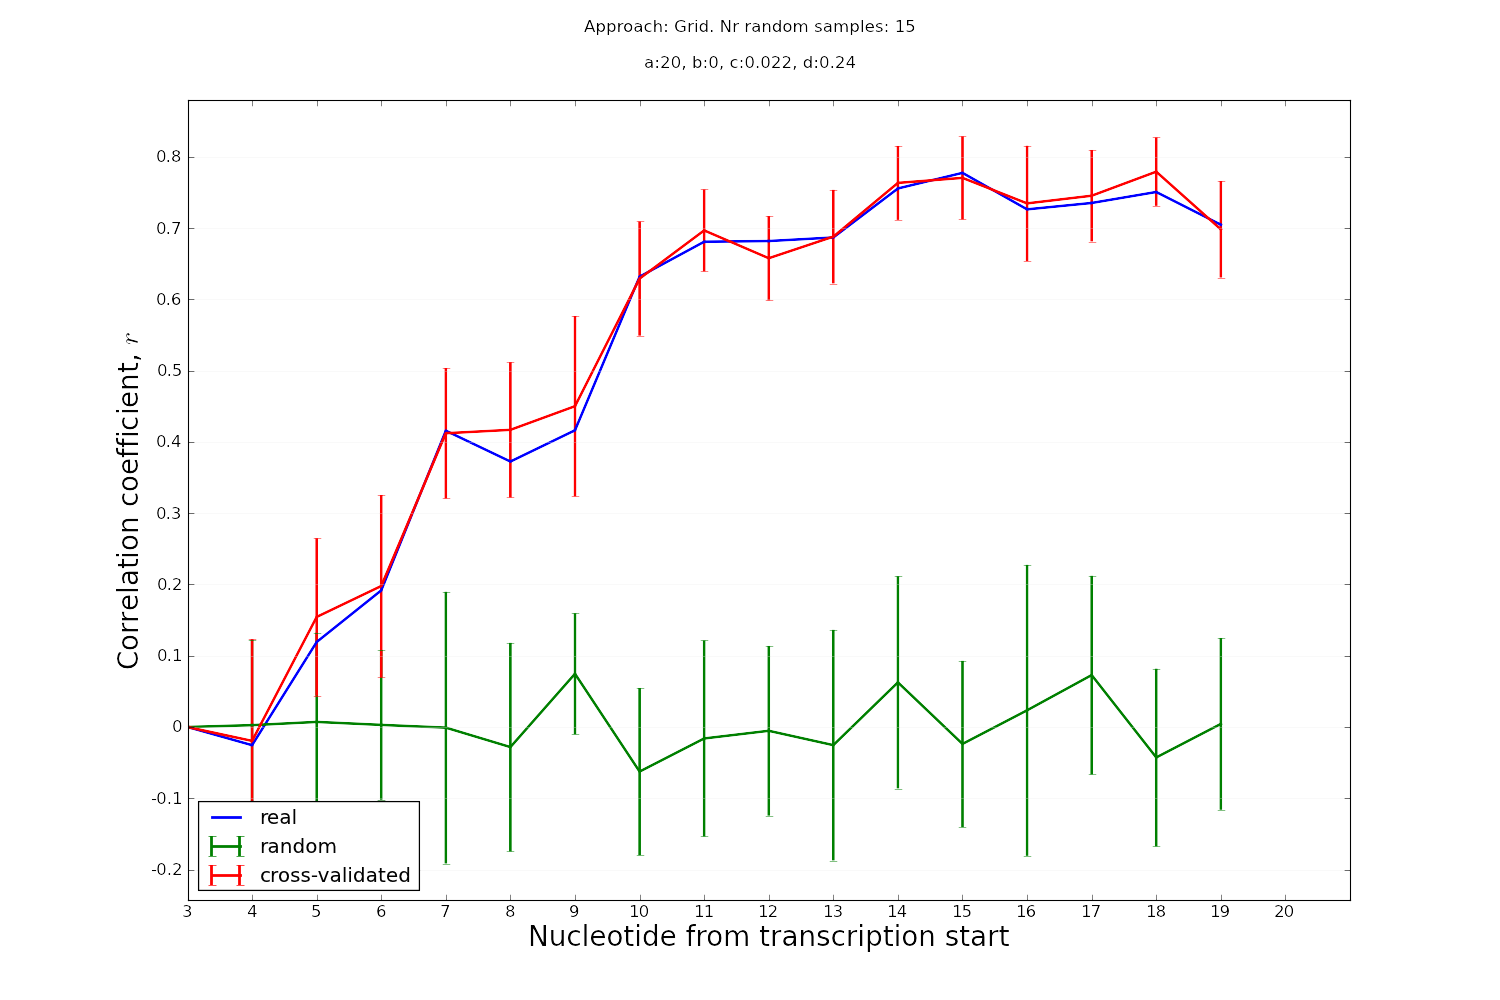 Approach: Grid. Nr random samples: 15
a:20, b:0, c:0.022, d:0.24
Correlation coefficient, r
0.8
0.7
0.6
0.5
0.4
0.3
0.2
0.1
0
-0.1
-0.2
real
random
cross-validated
3 4 5 6 7 8 9 10 11 12 13 14 15 16 17 18 19 20
Nucleotide from transcription start